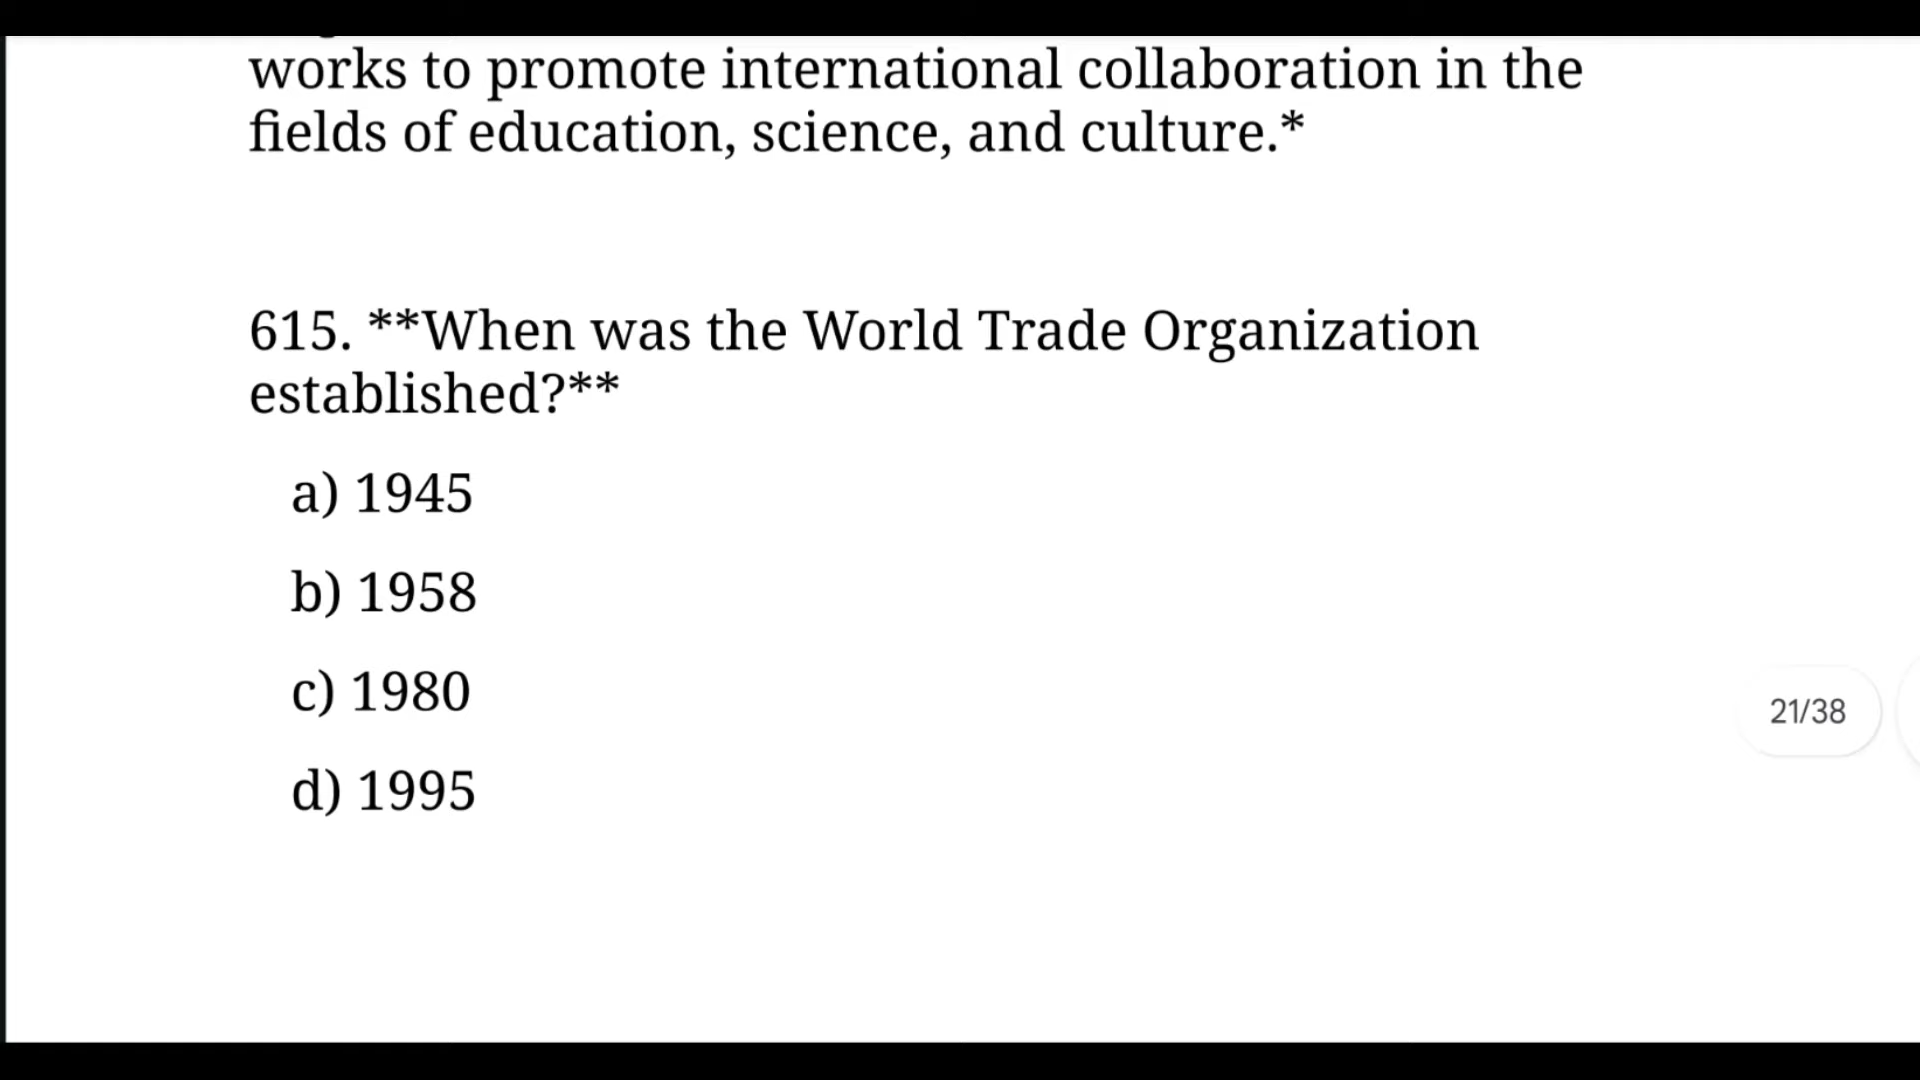 works to promote international collaboration in the
fields of education, science, and culture.*
615. **When was the World Trade Organization
established?**
a) 1945
b) 1958
c) 1980
d) 1995
21/38